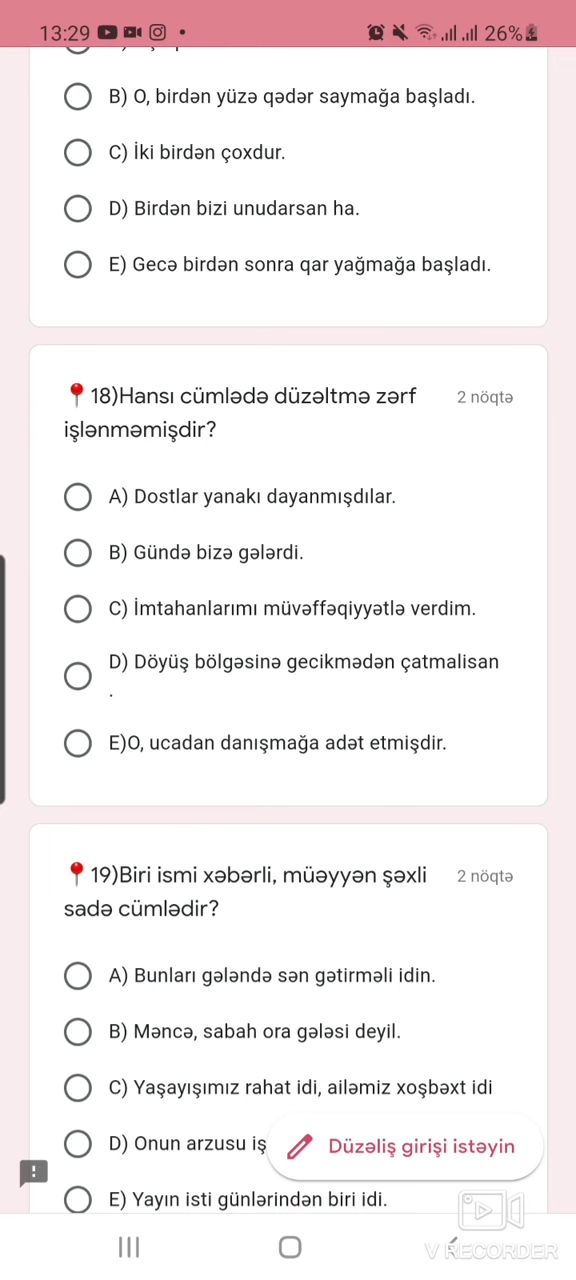 13:29
26%
B) O, birdən yüzə qədər saymağa başladı.
C) İki birdən çoxdur.
D) Birdən bizi unudarsan ha.
E) Gecə birdən sonra qar yağmağa başladı.
18)Hansı cümlədə düzəltmə zərf
2 nöqtə
işlənməmişdir?
A) Dostlar yanakı dayanmışdılar.
B) Gündə bizə gələrdi.
C) İmtahanlarımı müvəffəqiyyətlə verdim.
D) Döyüş bölgəsinə gecikmədən çatmalisan
.
E)O, ucadan danışmağa adət etmişdir.
19)Biri ismi xəbərli, müəyyən şəxli
2 nöqtə
sadə cümlədir?
A) Bunları gələndə sən gətirməli idin.
B) Məncə, sabah ora gələsi deyil.
C) Yaşayışımız rahat idi, ailəmiz xoşbəxt idi
D) Onun arzusu iş
Düzəliş girişi istəyin
E) Yayın isti günlərindən biri idi.
V RECORDER